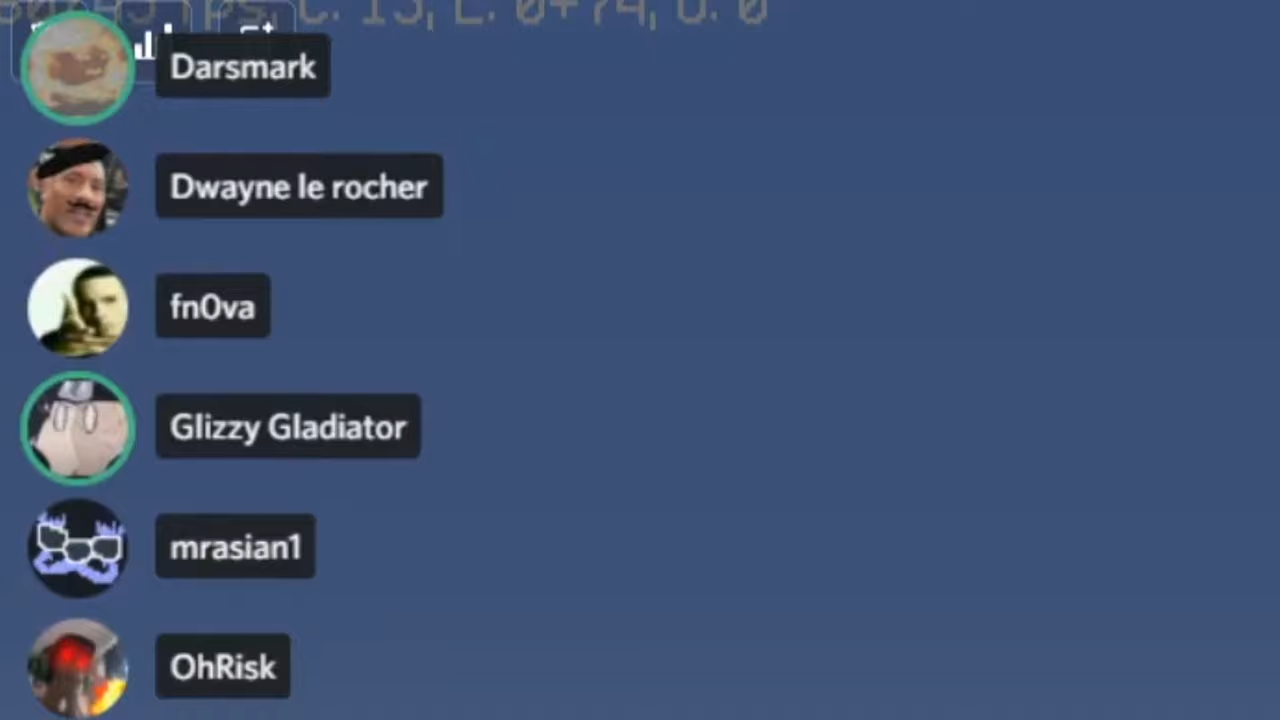 Darsmark
Dwayne le rocher
fn0va
Glizzy Gladiator
mrasian1
OhRisk